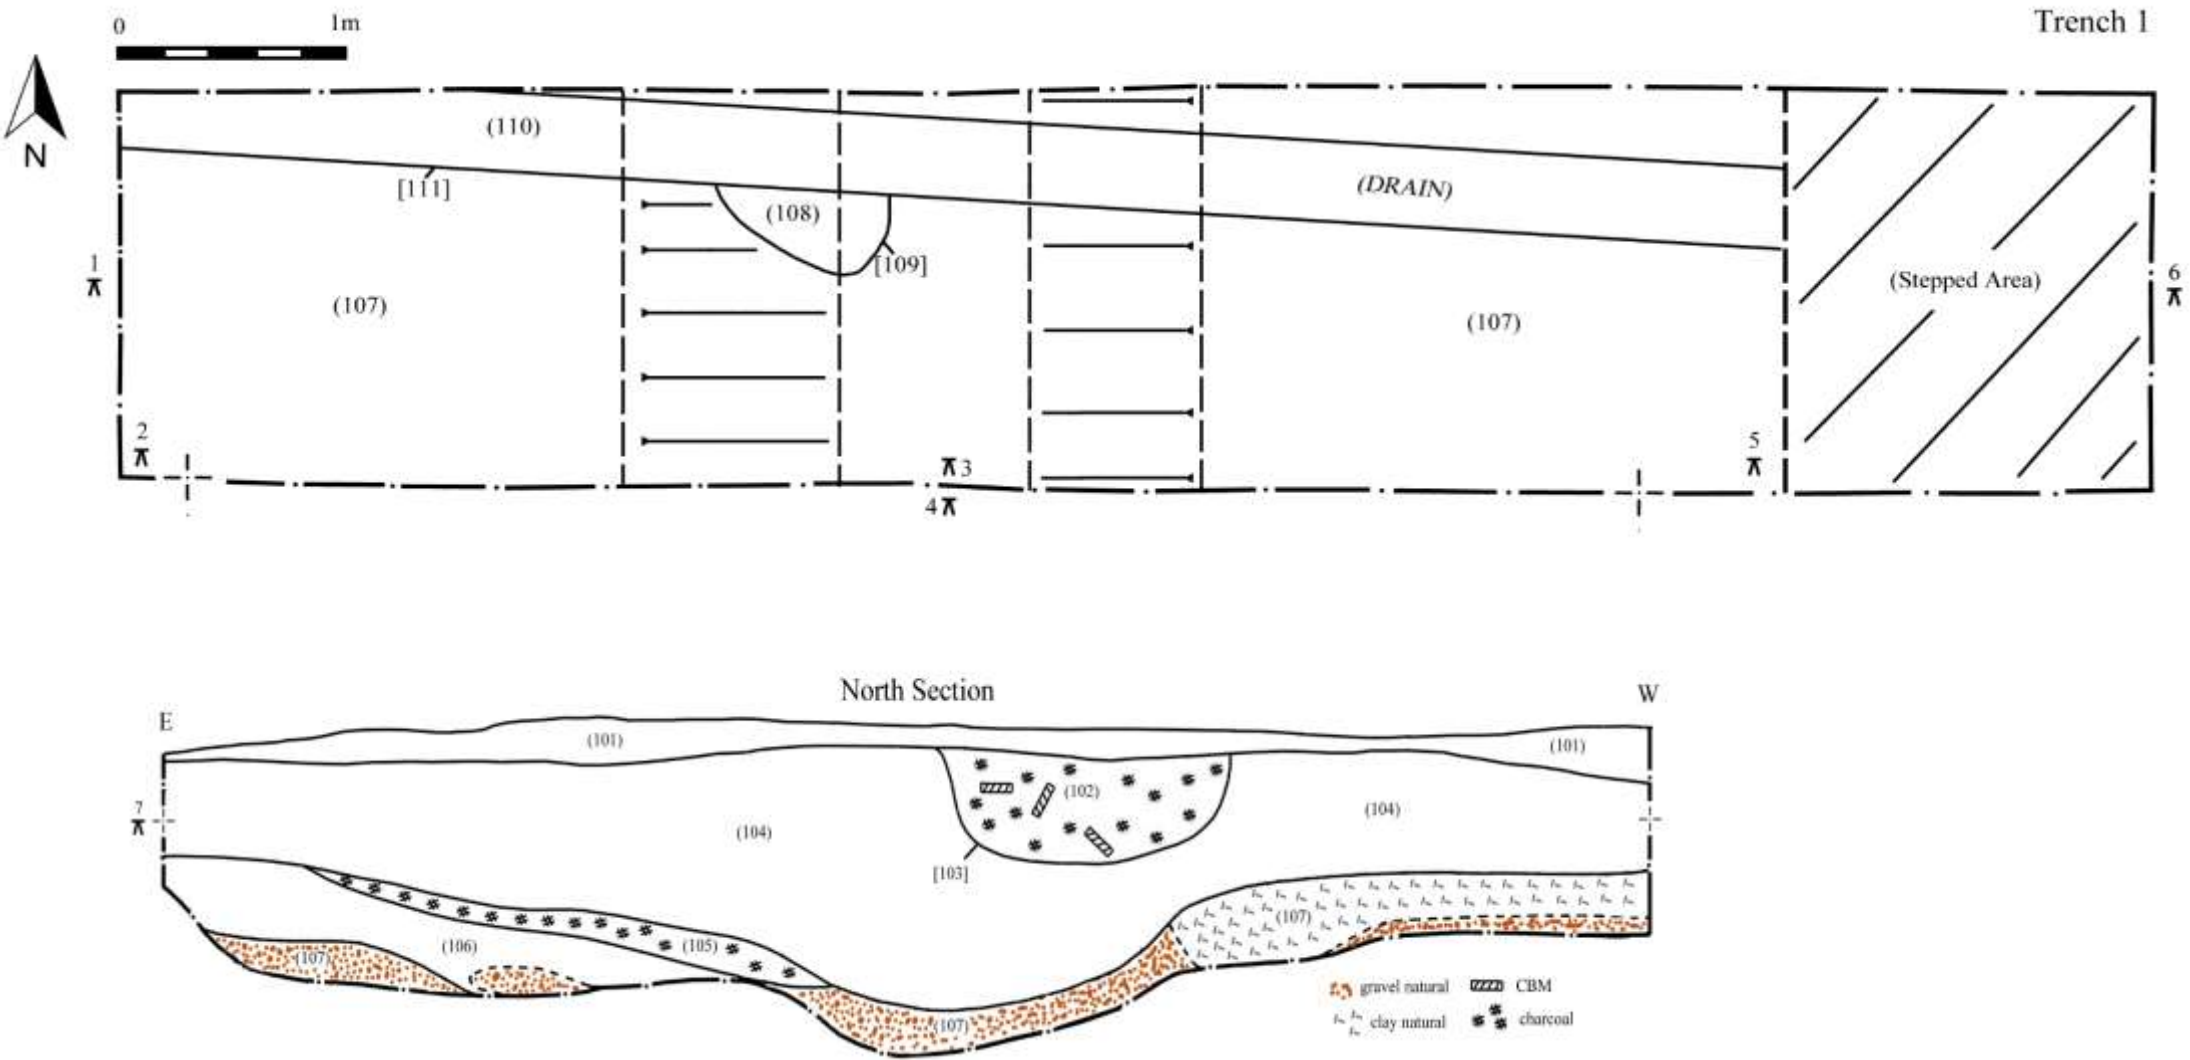 0 1m
Trench 1
N
(110)
[111]
(108)
(DRAIN)
[109]
1
(107)
(107)
(Stepped Area)
6
2
3
4
5
North Section
E
W
(101)
(101)
(102)
7
(104)
(104)
[103]
(107)
(106)
(105)
(107)
(107)
gravel natural
CBM
clay natural
charcoal